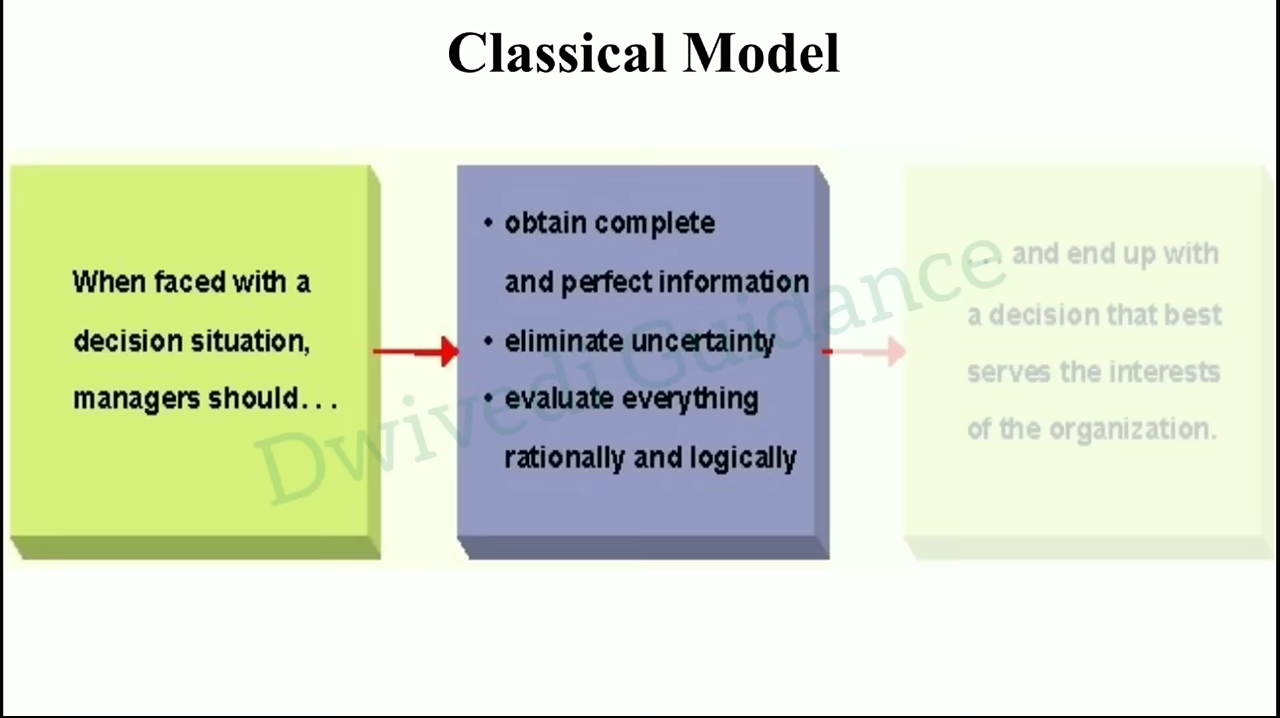 Classical Model
When faced with a
decision situation,
managers should...
• obtain complete
and perfect information
• eliminate uncertainty
• evaluate everything
rationally and logically
... and end up with
a decision that best
serves the interests
of the organization.
Dwivedi Guidance